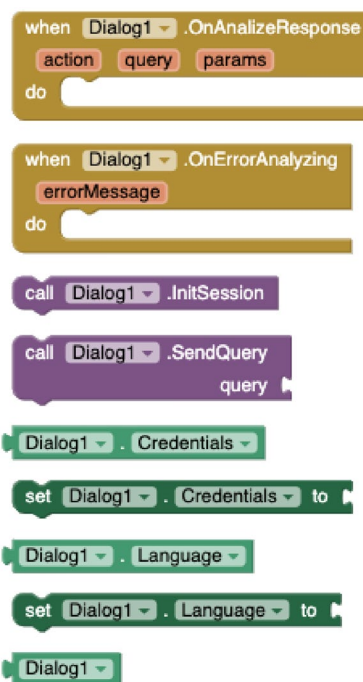 when Dialog1 .OnAnalizeResponse
action query params
do
when Dialog1 .OnErrorAnalyzing
errorMessage
do
call Dialog1 .InitSession
call Dialog1 .SendQuery
query
Dialog1 . Credentials
set Dialog1 . Credentials to
Dialog1 . Language
set Dialog1 . Language to
Dialog1